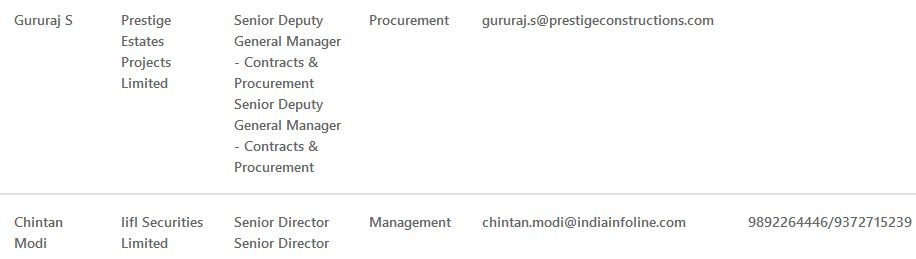 Gururaj S Prestige Senior Deputy Procurement gururaj.s@prestigeconstructions.com
Estates General Manager
Projects - Contracts &
Limited Procurement
Senior Deputy
General Manager
- Contracts &
Procurement
Chintan Iifl Securities Senior Director Management chintan.modi@indiainfoline.com 9892264446/9372715239
Modi Limited Senior Director